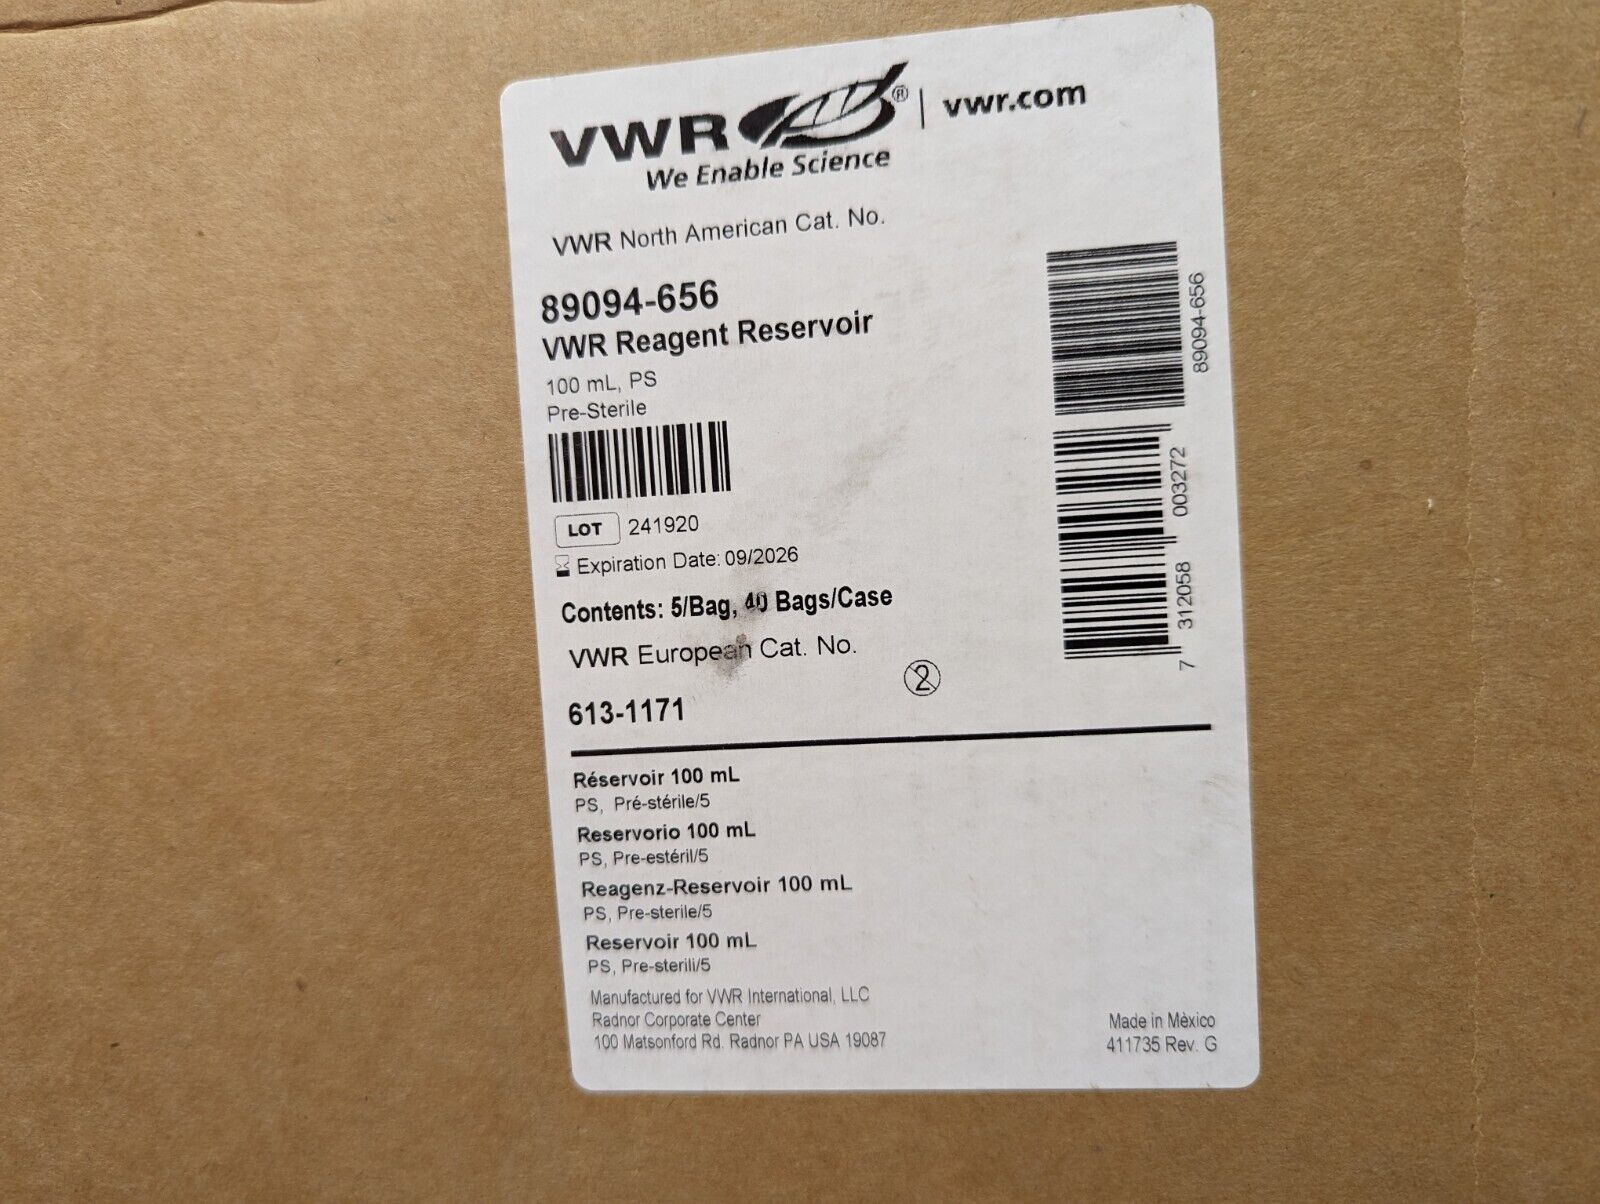 VWR® | vwr.com
We Enable Science
VWR North American Cat. No.
89094-656
VWR Reagent Reservoir
100 mL, PS
Pre-Sterile
LOT 241920
Expiration Date: 09/2026
Contents: 5/Bag, 40 Bags/Case
VWR European Cat. No.
2
613-1171
89094-656
7 312058 003272
Réservoir 100 mL
PS, Pré-stérile/5
Reservorio 100 mL
PS, Pre-estéril/5
Reagenz-Reservoir 100 mL
PS, Pre-sterile/5
Reservoir 100 mL
PS, Pre-sterili/5
Manufactured for VWR International, LLC
Radnor Corporate Center
100 Matsonford Rd. Radnor PA USA 19087
Made in Mèxico
411735 Rev. G